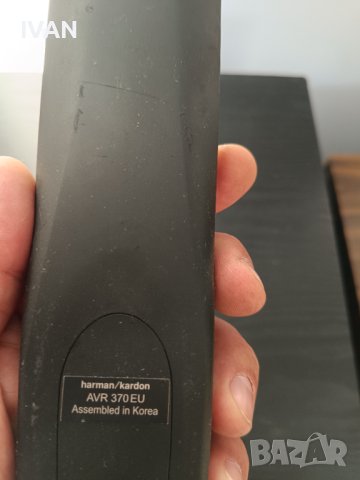 IVAN
harman/kardon
AVR 370 EU
Assembled in Korea
BAZAR